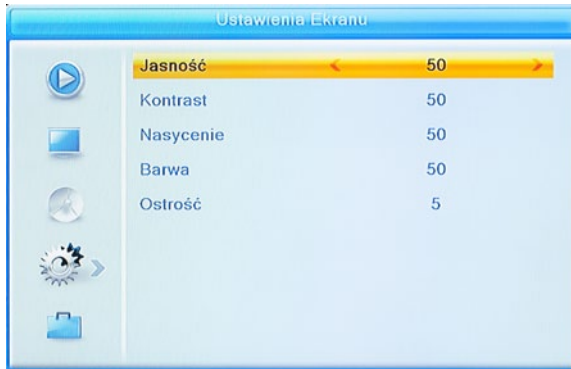 Ustawienia Ekranu
Jasność 50
Kontrast 50
Nasycenie 50
Barwa 50
Ostrość 5